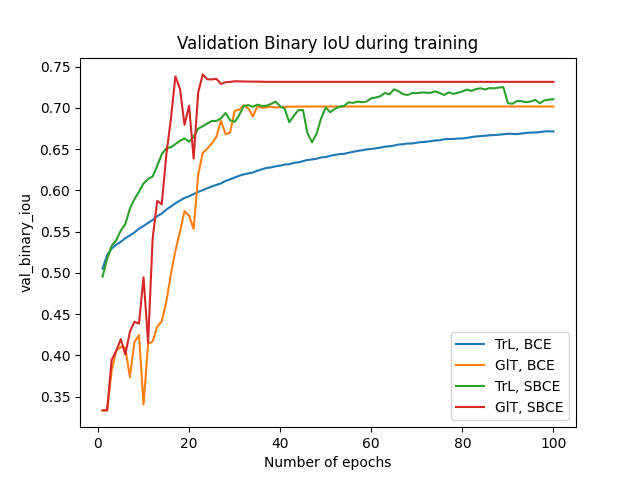 Validation Binary IoU during training
val_binary_iou
0.75
0.70
0.65
0.60
0.55
0.50
0.45
0.40
0.35
0 20 40 60 80 100
Number of epochs
TrL, BCE
GlT, BCE
TrL, SBCE
GlT, SBCE